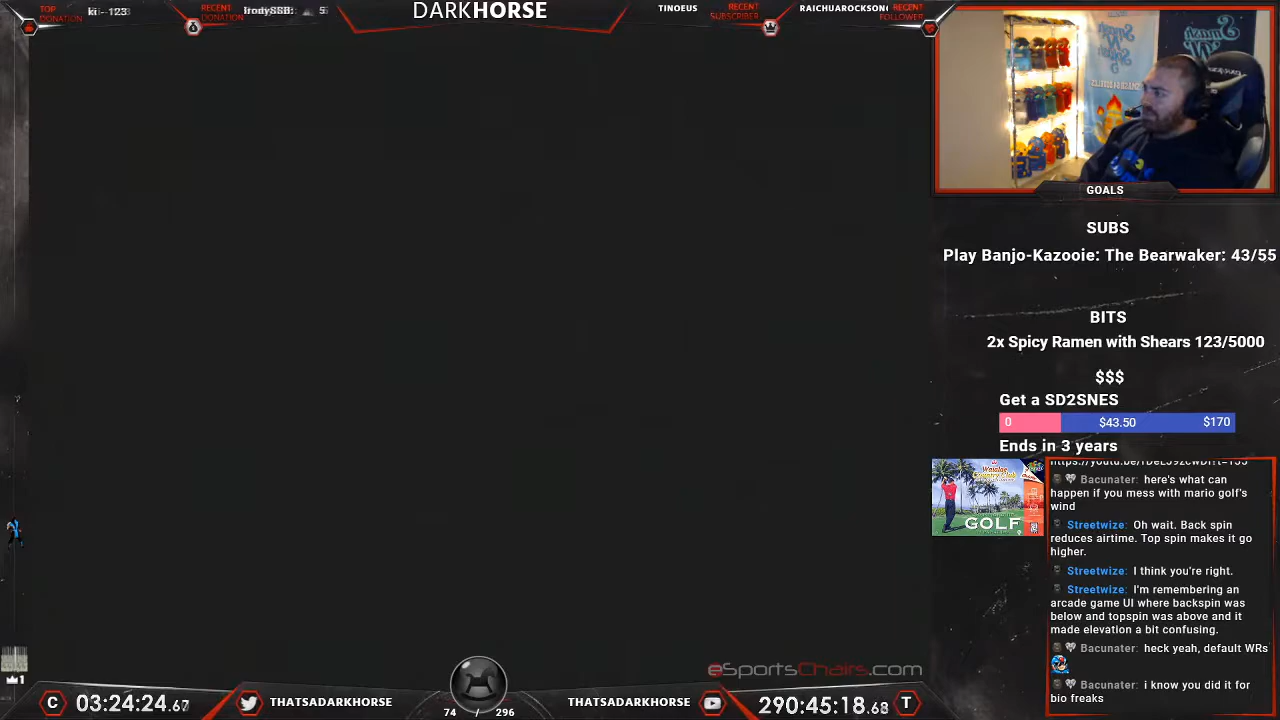 TOP DONATION
RECENT DONATION
DARKHORSE
TINOEUS
RECENT SUBSCRIBER
RAICHUAROCKSON
RECENT FOLLOWER
GOALS
SUBS
Play Banjo-Kazooie: The Bearwaker: 43/55
BITS
2x Spicy Ramen with Shears 123/5000
$$$
Get a SD2SNES
0 $43.50 $170
Ends in 3 years
Waialae
Country Club
GOLF
Bacunater: here's what can
happen if you mess with mario golf's
wind
Streetwize: Oh wait. Back spin
reduces airtime. Top spin makes it go
higher.
Streetwize: I think you're right.
Streetwize: I'm remembering an
arcade game UI where backspin was
below and topspin was above and it
made elevation a bit confusing.
Bacunater: heck yeah, default WRs
Bacunater: i know you did it for
bio freaks
1
eSportsChairs.com
C 03:24:24.67
THATSADARKHORSE
74 / 296
THATSADARKHORSE
290:45:18.68 T